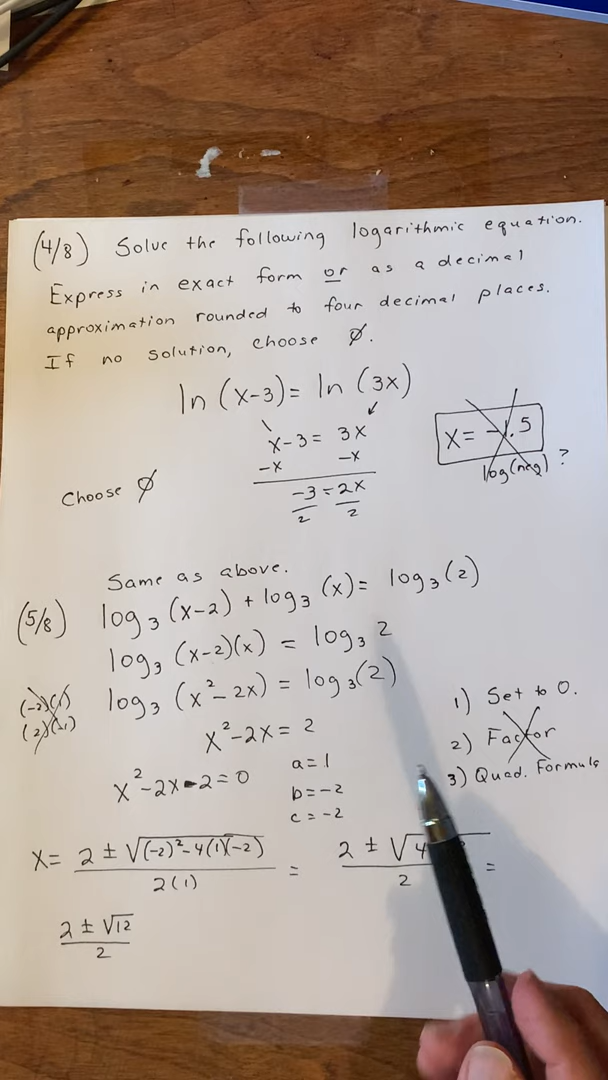 (4/8) Solve the following logarithmic equation.
Express in exact form or as a decimal
approximation rounded to four decimal places.
If no solution, choose ∅.
ln (x-3) = ln (3x)
x-3 = 3x
-x -x
-3 = 2x
2 2
x = -1.5
log(neg) ?
Choose ∅
Same as above.
(5/8) log₃ (x-2) + log₃ (x) = log₃ (2)
log₃ (x-2)(x) = log₃ 2
log₃ (x²-2x) = log₃(2)
(-2)(1)
(2)(-1)
x²-2x = 2
x²-2x-2=0
a=1
b=-2
c=-2
1) Set to 0.
2) Factor
3) Quad. Formula
x = 2 ± √(-2)²-4(1)(-2) / 2(1) = 2 ± √4 / 2 =
2 ± √12 / 2